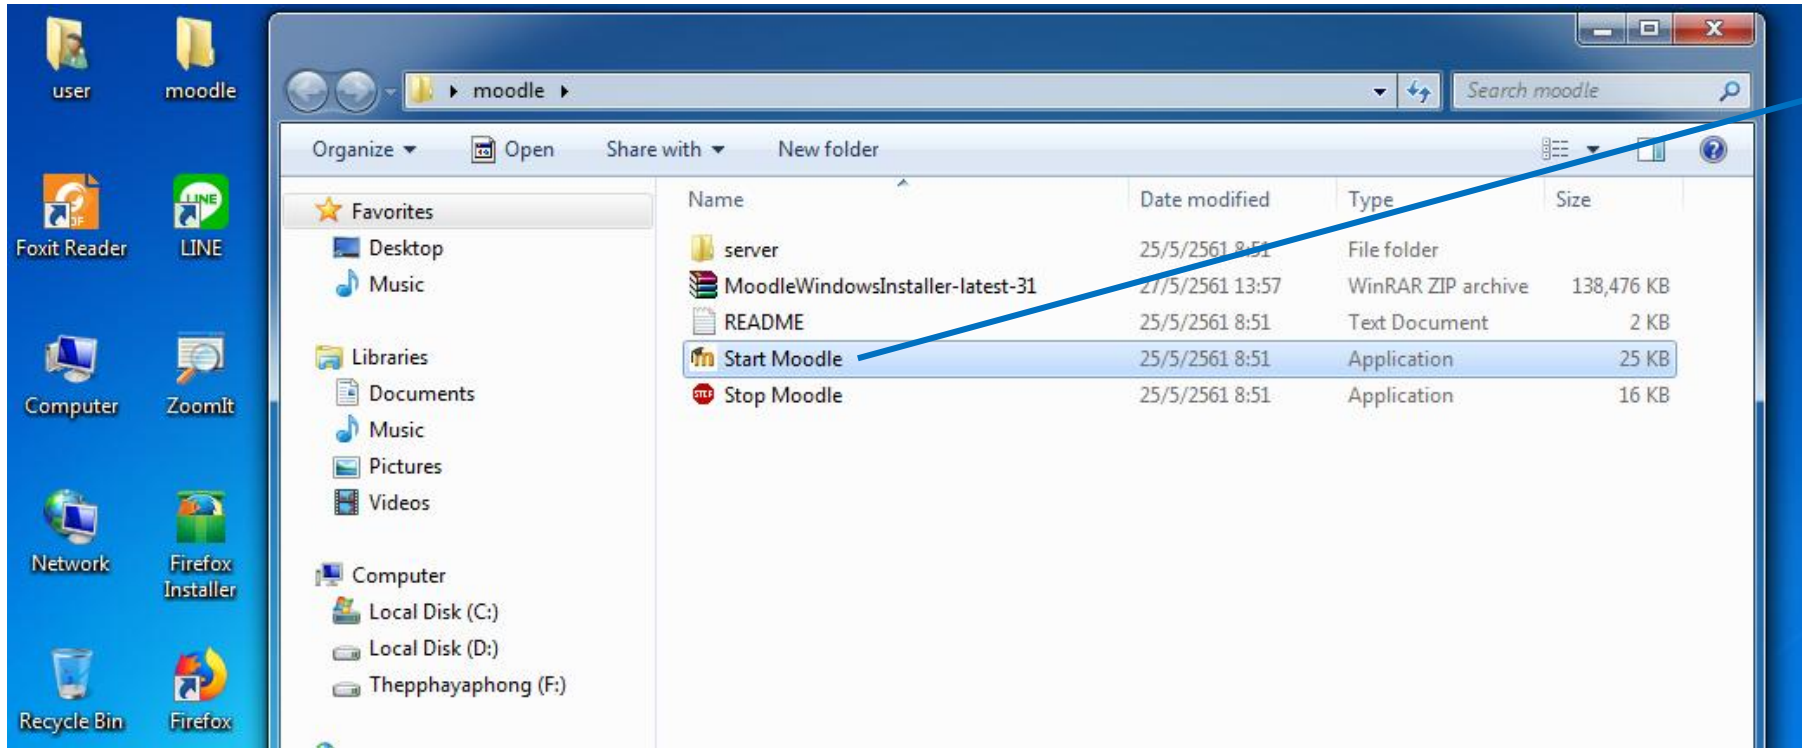 user
moodle
Foxit Reader
LINE
Computer
ZoomIt
Network
Firefox Installer
Recycle Bin
Firefox
moodle
Search moodle
Organize
Open
Share with
New folder
Favorites
Desktop
Music
Libraries
Documents
Music
Pictures
Videos
Computer
Local Disk (C:)
Local Disk (D:)
Thepphayaphong (F:)
Name Date modified Type Size
server 25/5/2561 8:51 File folder
MoodleWindowsInstaller-latest-31 27/5/2561 13:57 WinRAR ZIP archive 138,476 KB
README 25/5/2561 8:51 Text Document 2 KB
Start Moodle 25/5/2561 8:51 Application 25 KB
Stop Moodle 25/5/2561 8:51 Application 16 KB